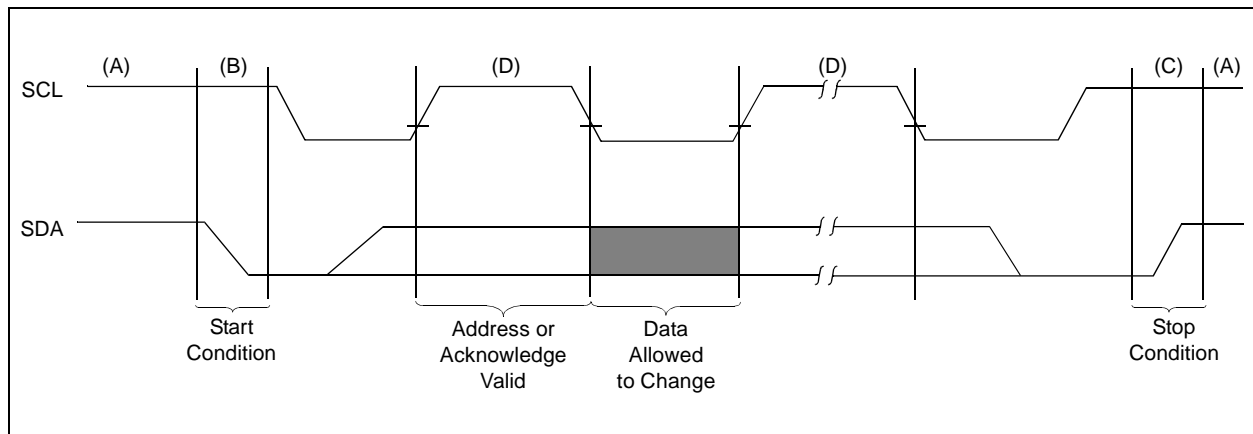 (A) (B) (D) (D) (C) (A)
SCL
SDA
Start
Condition
Address or
Acknowledge
Valid
Data
Allowed
to Change
Stop
Condition